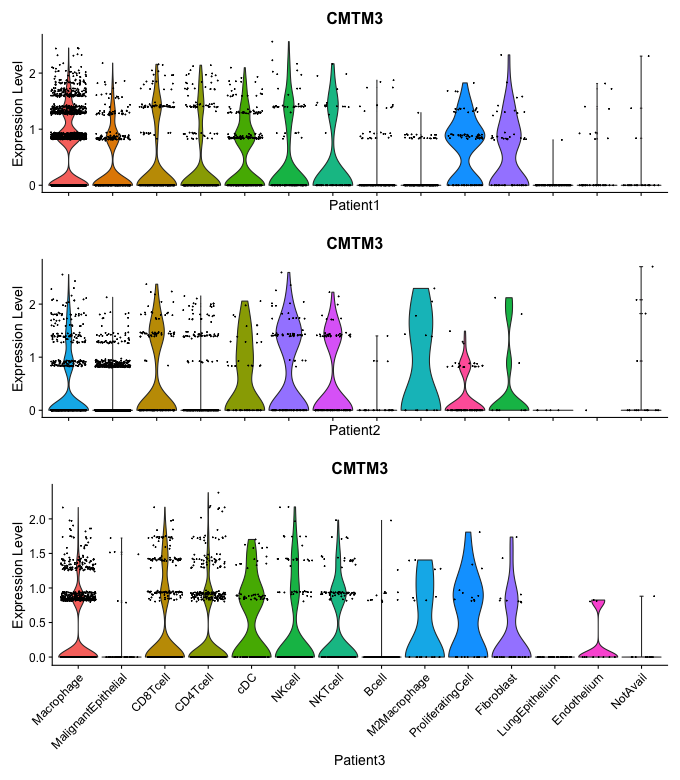 CMTM3
Expression Level
2
1
0
Patient1
CMTM3
Expression Level
2
1
0
Patient2
CMTM3
Expression Level
2.0
1.5
1.0
0.5
0.0
Macrophage
MalignantEpithelial
CD8Tcell
CD4Tcell
cDC
NKcell
NKTcell
Bcell
M2Macrophage
ProliferatingCell
Fibroblast
LungEpithelium
Endothelium
NotAvail
Patient3